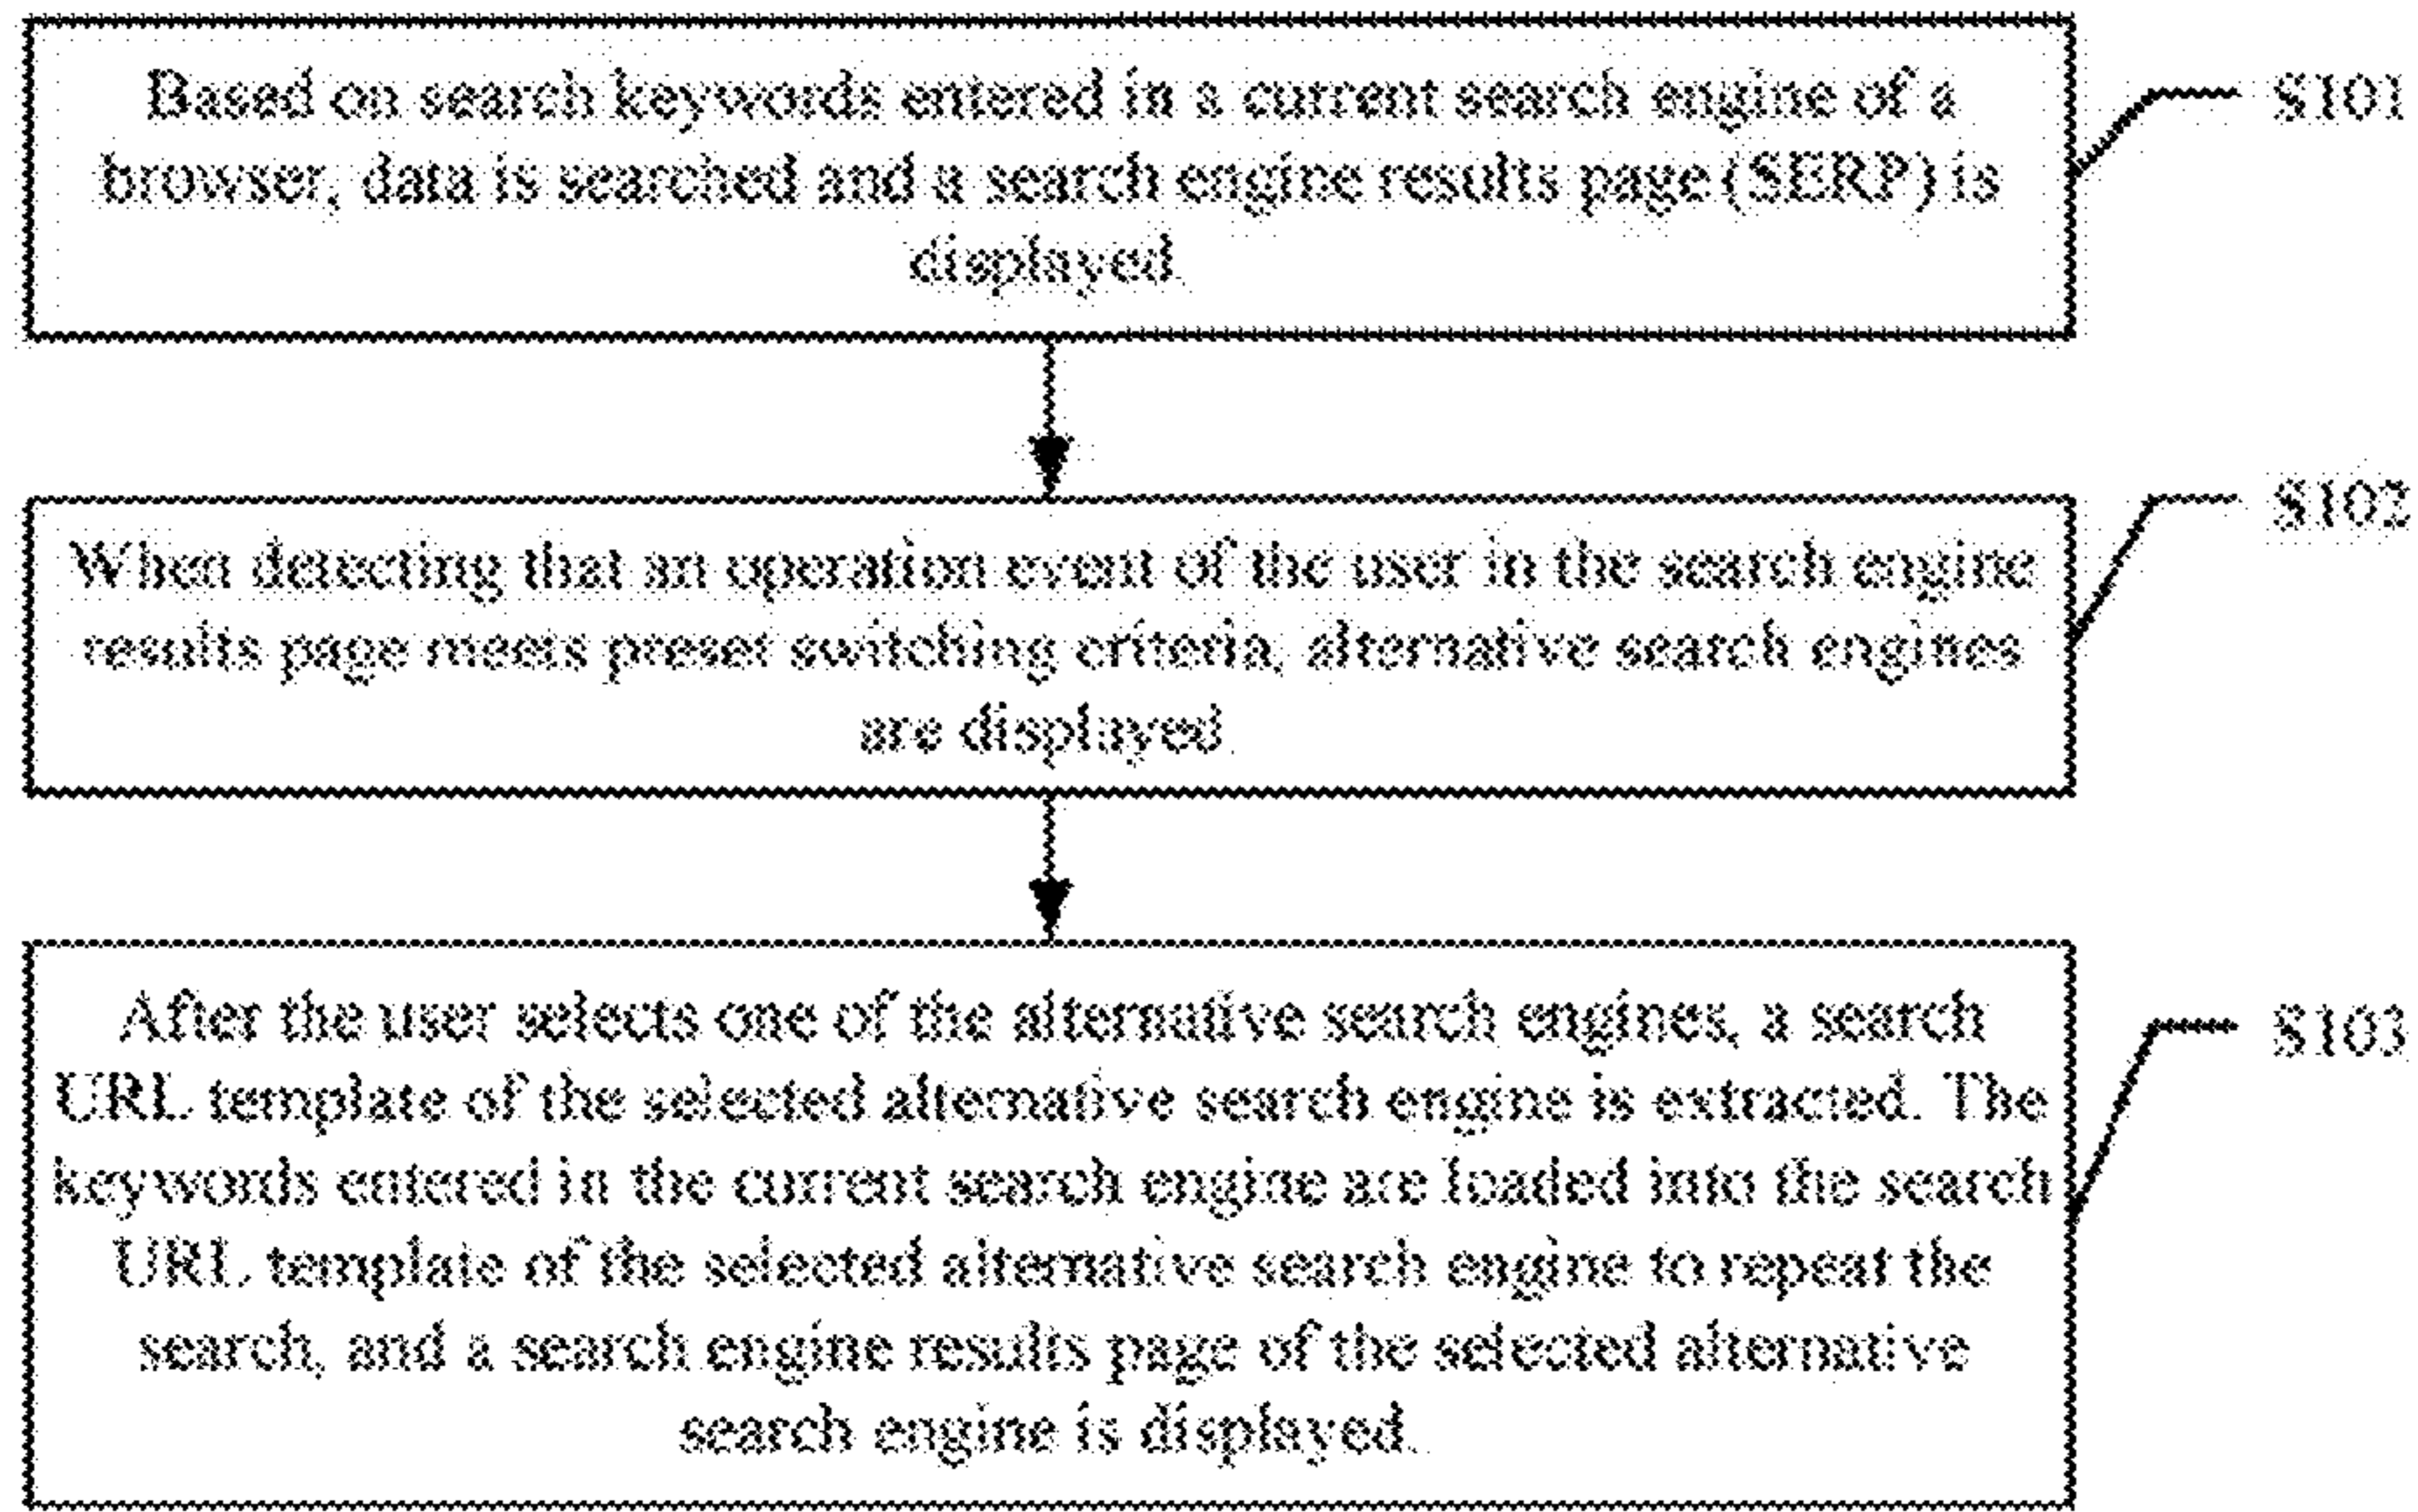 Based on search keywords entered in a current search engine of a
browser, data is searched and a search engine results page (SERP) is
displayed.
S101
When detecting that an operation event of the user in the search engine
results page meets preset switching criteria, alternative search engines
are displayed.
S102
After the user selects one of the alternative search engines, a search
URL template of the selected alternative search engine is extracted. The
keywords entered in the current search engine are loaded into the search
URL template of the selected alternative search engine to repeat the
search, and a search engine results page of the selected alternative
search engine is displayed.
S103